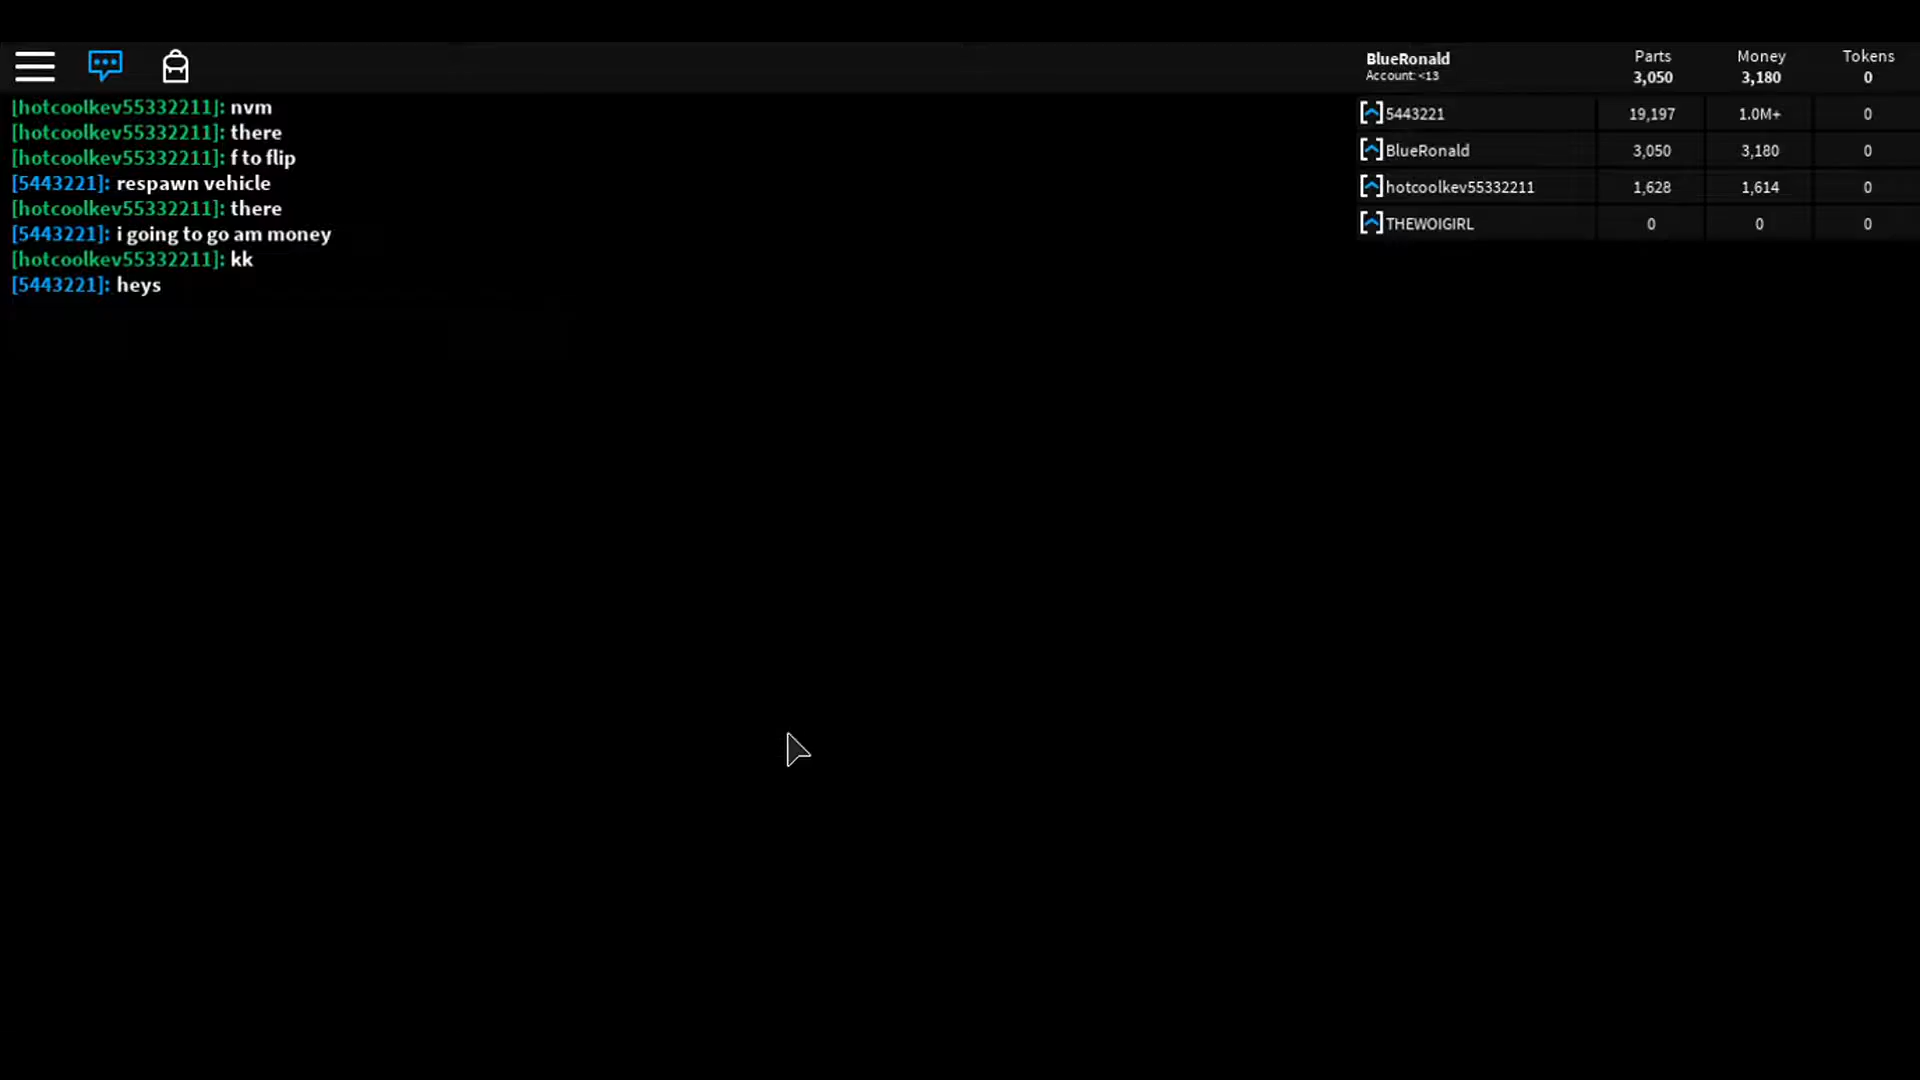 BlueRonald Parts Money Tokens
Account: <13 3,050 3,180 0
[hotcoolkev55332211]: nvm
[hotcoolkev55332211]: there
[hotcoolkev55332211]: f to flip
[5443221]: respawn vehicle
[hotcoolkev55332211]: there
[5443221]: i going to go am money
[hotcoolkev55332211]: kk
[5443221]: heys
5443221 19,197 1.0M+ 0
BlueRonald 3,050 3,180 0
hotcoolkev55332211 1,628 1,614 0
THEWOIGIRL 0 0 0